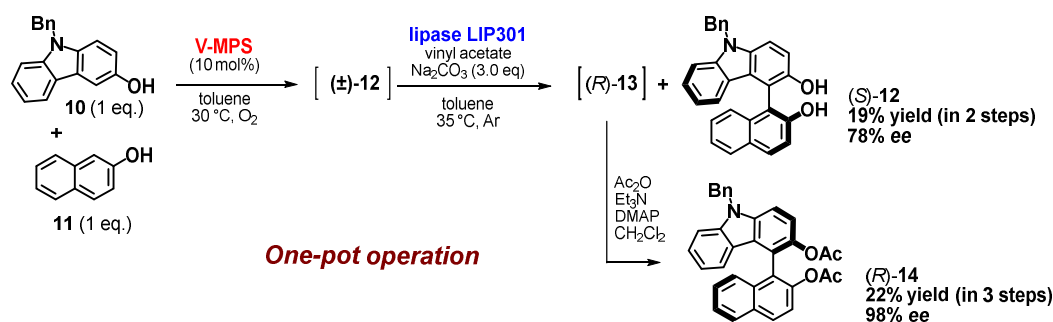 Bn
N
OH
10 (1 eq.)
+
OH
11 (1 eq.)
V-MPS
(10 mol%)
toluene
30 °C, O2
[ (±)-12 ]
lipase LIP301
vinyl acetate
Na2CO3 (3.0 eq)
toluene
35 °C, Ar
[(R)-13] +
Bn
N
OH
OH
(S)-12
19% yield (in 2 steps)
78% ee
Ac2O
Et3N
DMAP
CH2Cl2
Bn
N
OAc
OAc
(R)-14
22% yield (in 3 steps)
98% ee
One-pot operation